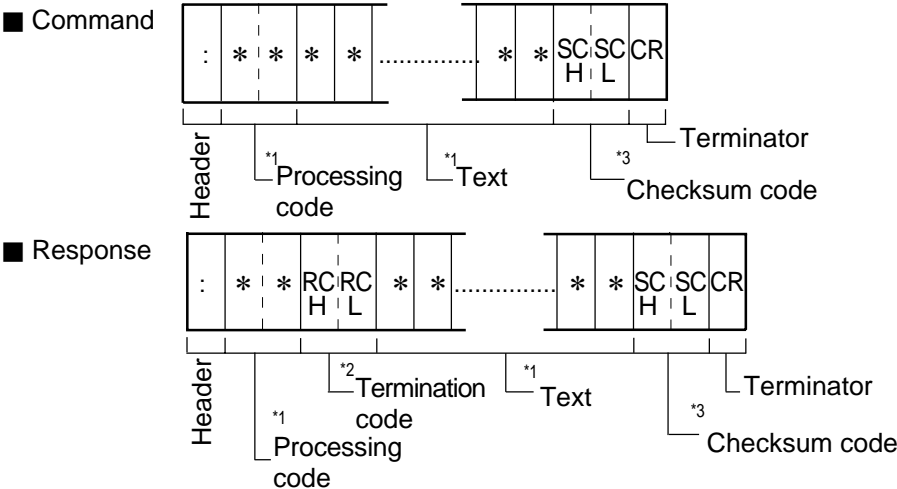 ■ Command
: * * * * ................ * * SC H SC L CR
Header
*1 Processing code
*1 Text
*3 Checksum code
Terminator
■ Response
: * * RC H RC L * * ................ * * SC H SC L CR
Header
*1 Processing code
*2 Termination code
*1 Text
*3 Checksum code
Terminator